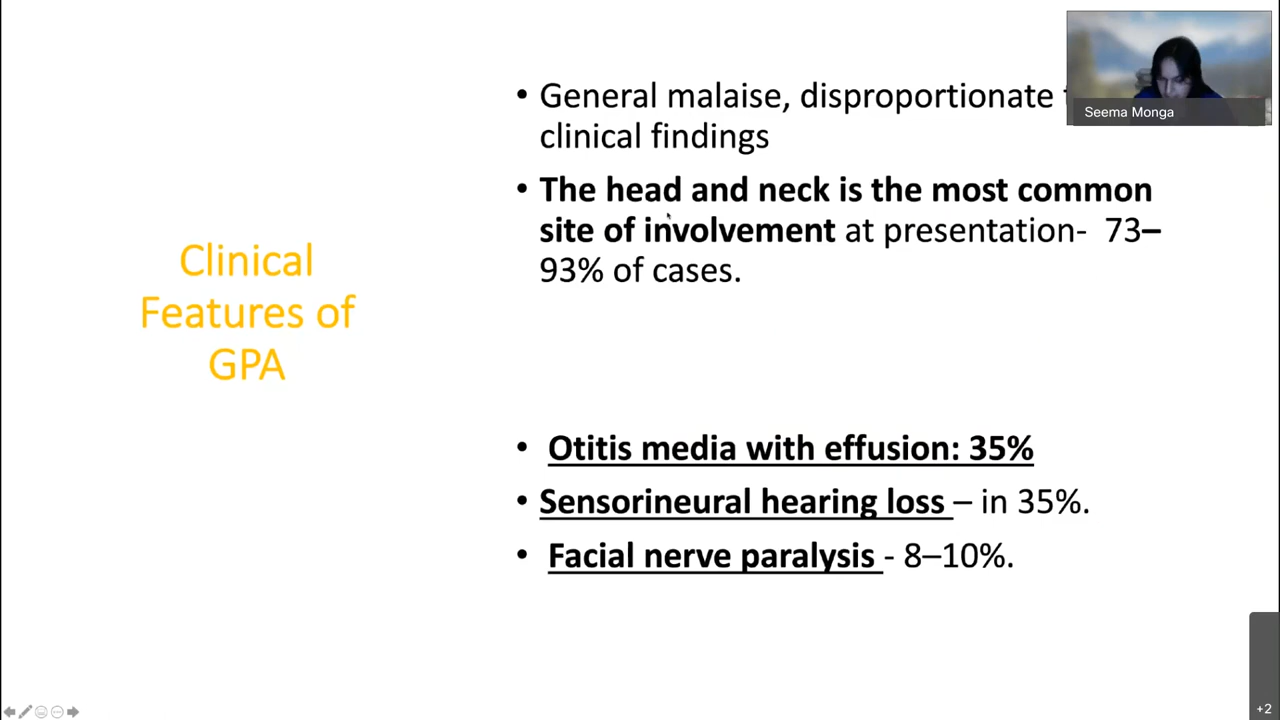 Clinical
Features of
GPA
• General malaise, disproportionate
clinical findings
• The head and neck is the most common
site of involvement at presentation-  73–
93% of cases.
• Otitis media with effusion: 35%
• Sensorineural hearing loss – in 35%.
• Facial nerve paralysis - 8–10%.
Seema Monga
+2